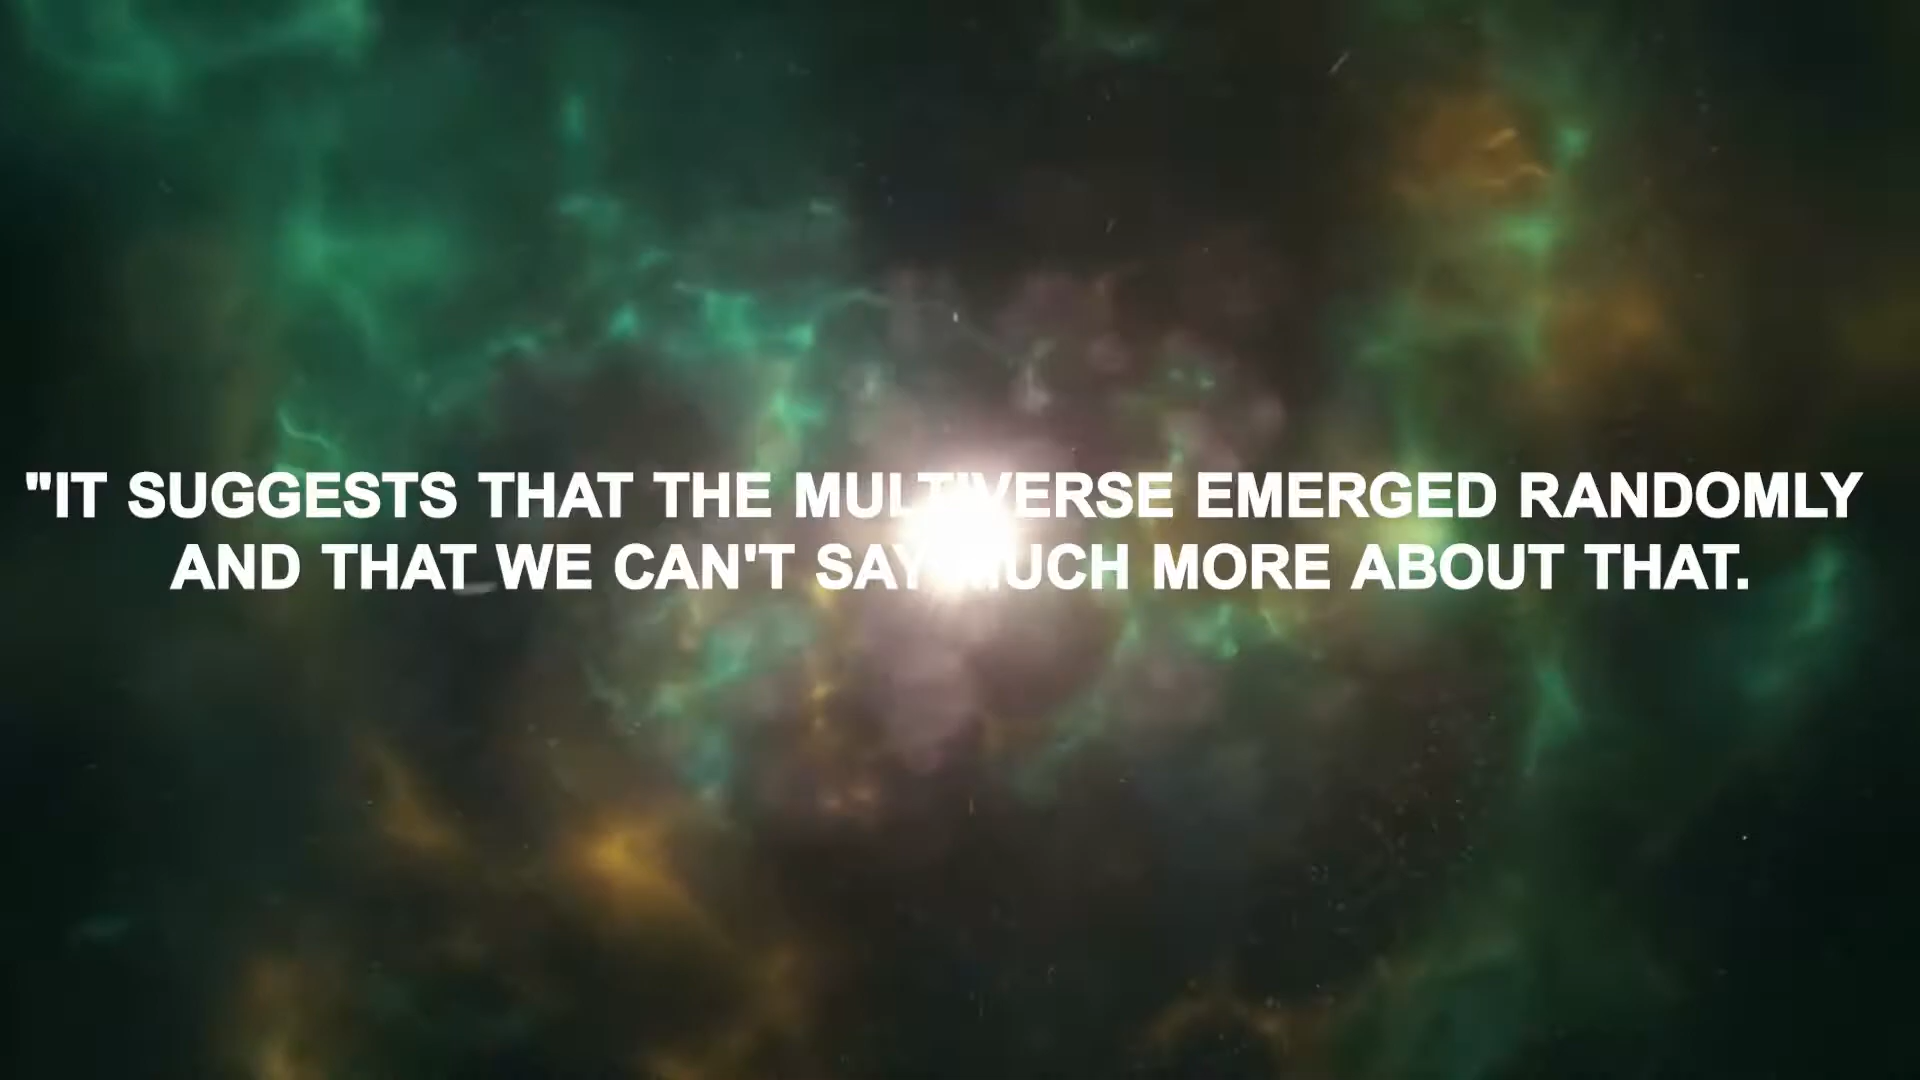 "IT SUGGESTS THAT THE MULTIVERSE EMERGED RANDOMLY
AND THAT WE CAN'T SAY MUCH MORE ABOUT THAT.